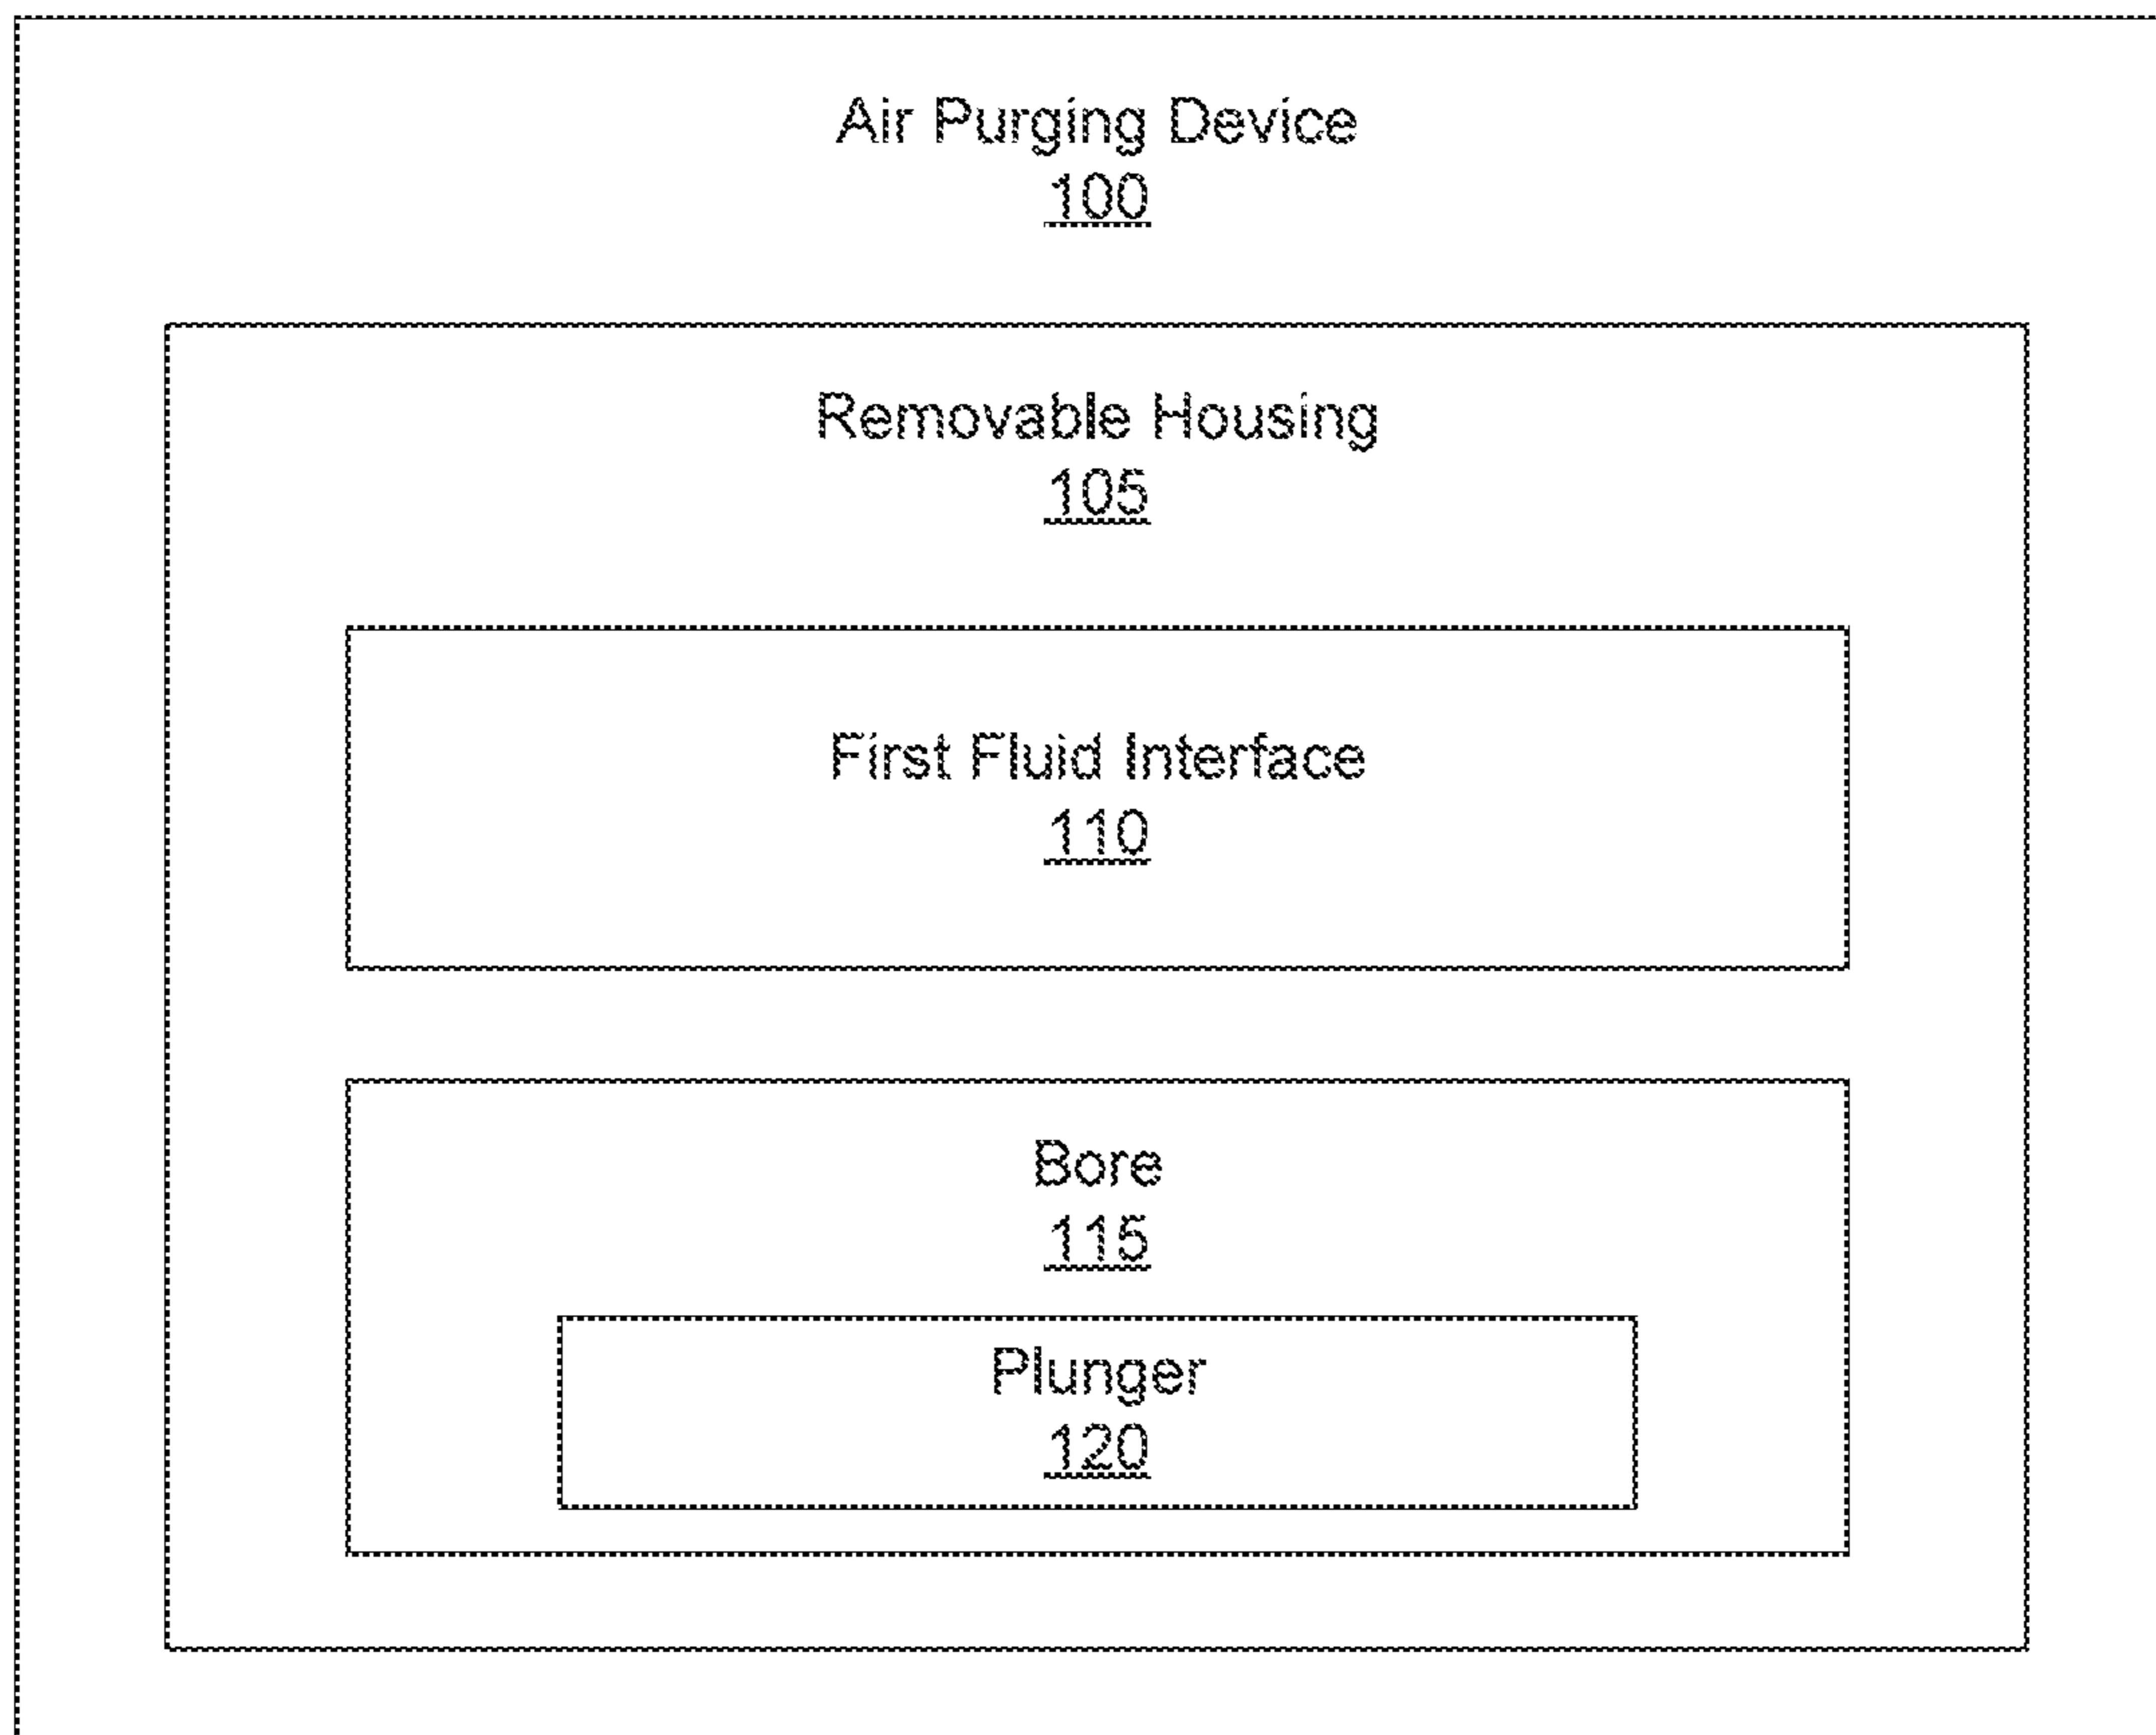 Air Purging Device
100
Removable Housing
105
First Fluid Interface
110
Bore
115
Plunger
120